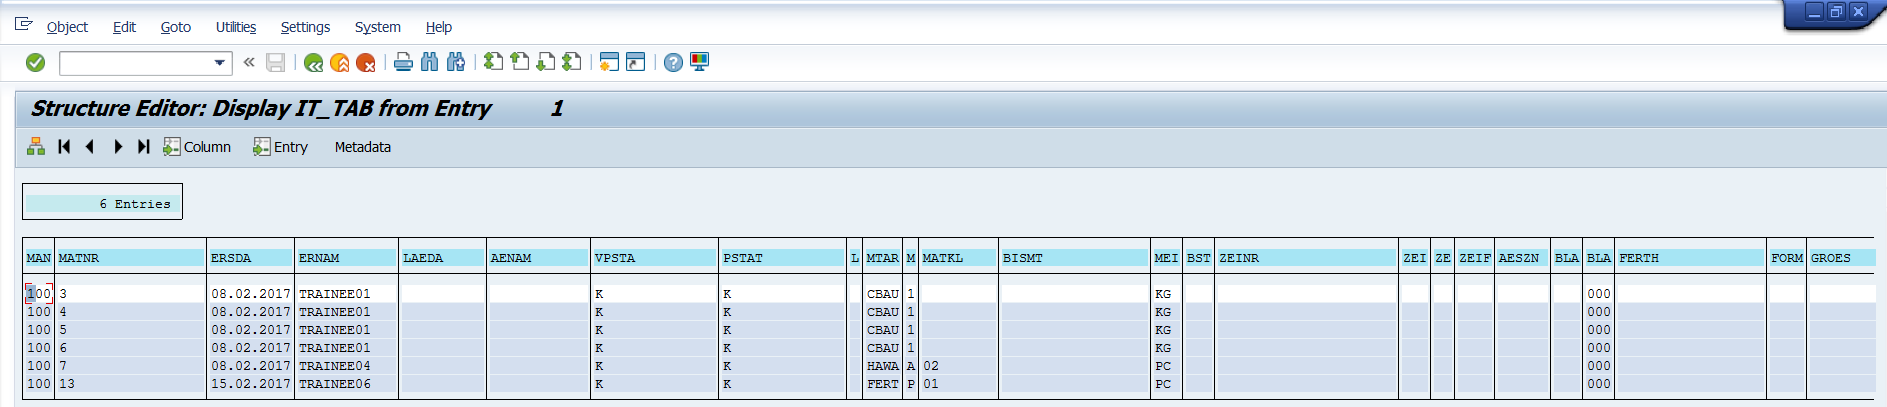 Object Edit Goto Utilities Settings System Help
Structure Editor: Display IT_TAB from Entry 1
Column Entry Metadata
6 Entries
MAN MATNR ERSDA ERNAM LAEDA AENAM VPSTA PSTAT L MTAR M MATKL BISMT MEI BST ZEINR ZEI ZE ZEIF AESZN BLA BLA FERTH FORM GROES
100 3 08.02.2017 TRAINEE01 K K CBAU 1 KG 000
100 4 08.02.2017 TRAINEE01 K K CBAU 1 KG 000
100 5 08.02.2017 TRAINEE01 K K CBAU 1 KG 000
100 6 08.02.2017 TRAINEE01 K K CBAU 1 KG 000
100 7 08.02.2017 TRAINEE04 K K HAWA A 02 PC 000
100 13 15.02.2017 TRAINEE06 K K FERT P 01 PC 000